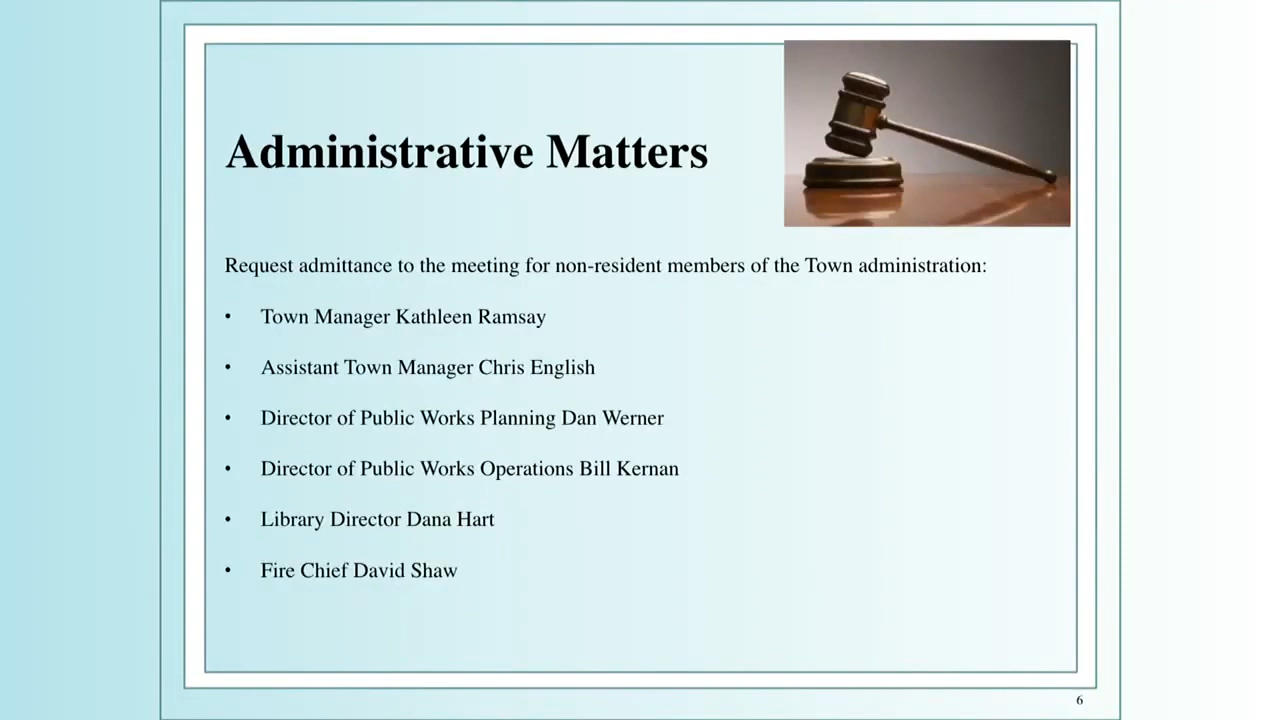 Administrative Matters
Request admittance to the meeting for non-resident members of the Town administration:
• Town Manager Kathleen Ramsay
• Assistant Town Manager Chris English
• Director of Public Works Planning Dan Werner
• Director of Public Works Operations Bill Kernan
• Library Director Dana Hart
• Fire Chief David Shaw
6